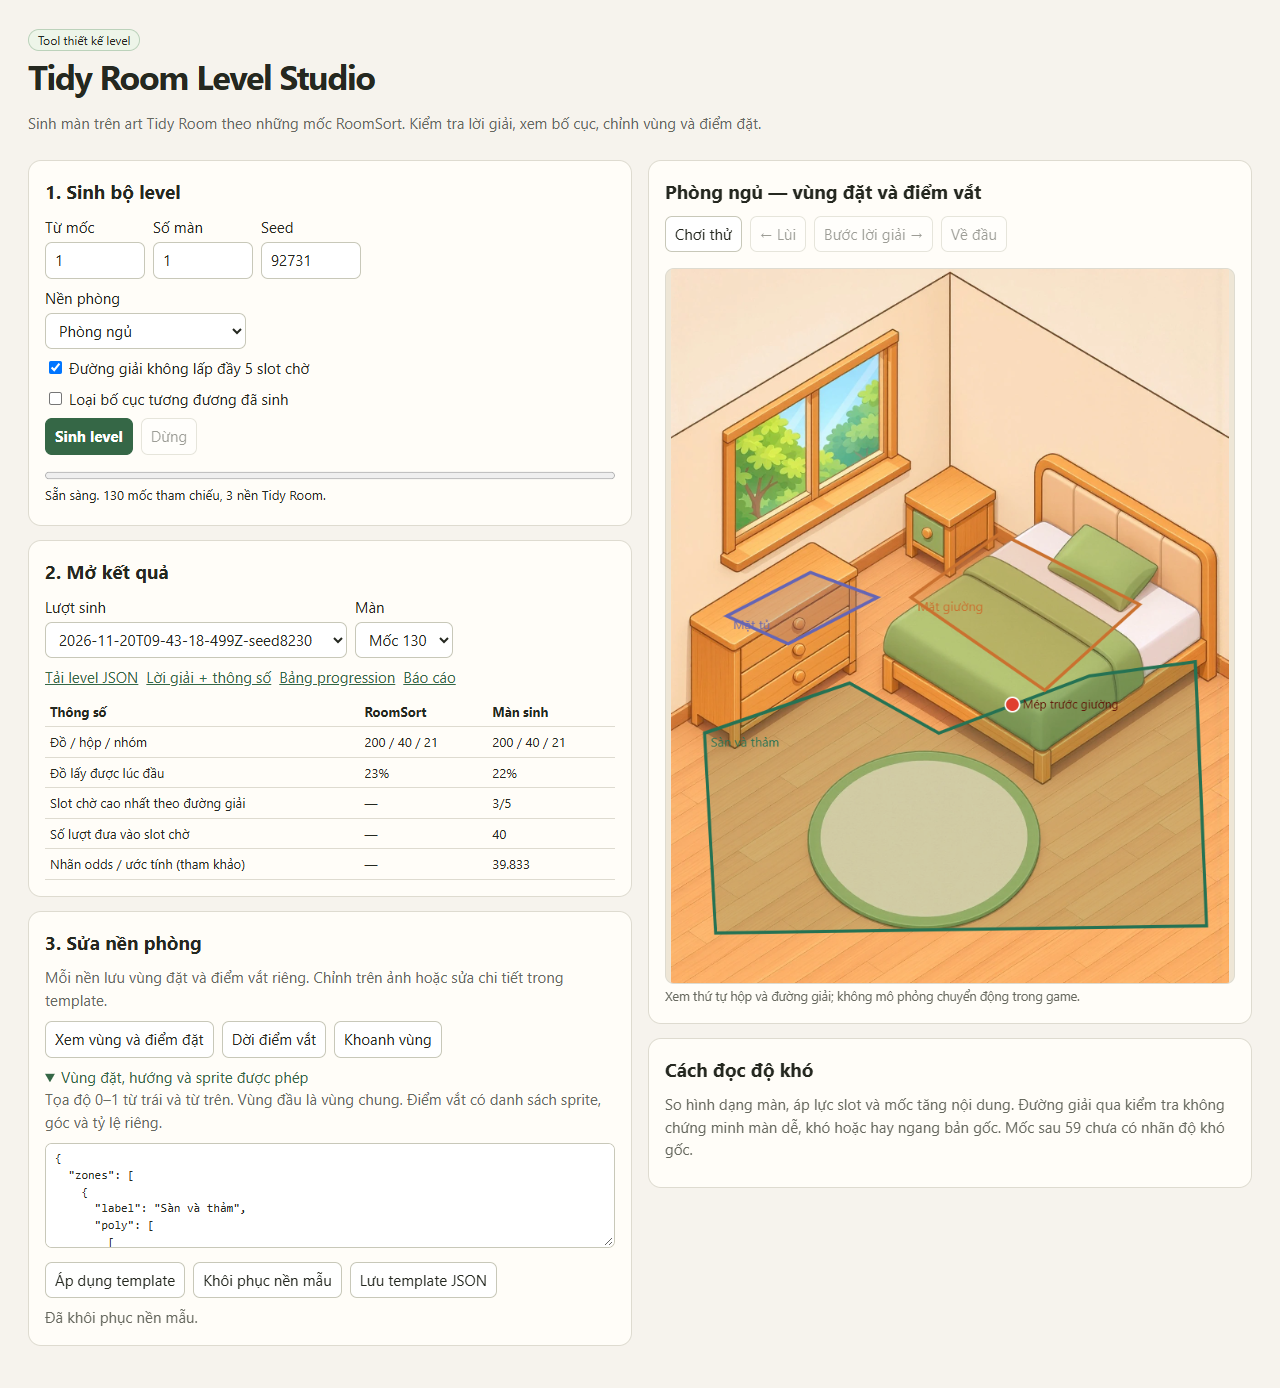 Tool thiết kế level
Tidy Room Level Studio
Sinh màn trên art Tidy Room theo những mốc RoomSort. Kiểm tra lời giải, xem bố cục, chỉnh vùng và điểm đặt.
1. Sinh bộ level
Từ mốc
Số màn
Seed
1
1
92731
Nền phòng
Phòng ngủ
Đường giải không lấp đầy 5 slot chờ
Loại bố cục tương đương đã sinh
Sinh level
Dừng
Sẵn sàng. 130 mốc tham chiếu, 3 nền Tidy Room.
2. Mở kết quả
Lượt sinh
Màn
2026-11-20T09-43-18-499Z-seed8230
Mốc 130
Tải level JSON Lời giải + thông số Bảng progression Báo cáo
Thông số RoomSort Màn sinh
Đồ / hộp / nhóm 200 / 40 / 21 200 / 40 / 21
Đồ lấy được lúc đầu 23% 22%
Slot chờ cao nhất theo đường giải — 3/5
Số lượt đưa vào slot chờ — 40
Nhãn odds / ước tính (tham khảo) — 39.833
3. Sửa nền phòng
Mỗi nền lưu vùng đặt và điểm vắt riêng. Chỉnh trên ảnh hoặc sửa chi tiết trong
template.
Xem vùng và điểm đặt
Dời điểm vắt
Khoanh vùng
▼ Vùng đặt, hướng và sprite được phép
Tọa độ 0–1 từ trái và từ trên. Vùng đầu là vùng chung. Điểm vắt có danh sách sprite,
góc và tỷ lệ riêng.
{
"zones": [
{
"label": "Sàn và thảm",
"poly": [
[
Áp dụng template
Khôi phục nền mẫu
Lưu template JSON
Đã khôi phục nền mẫu.
Phòng ngủ — vùng đặt và điểm vắt
Chơi thử
← Lùi
Bước lời giải →
Về đầu
Mặt giường
Mặt tủ
Mép trước giường
Sàn và thảm
Xem thứ tự hộp và đường giải; không mô phỏng chuyển động trong game.
Cách đọc độ khó
So hình dạng màn, áp lực slot và mốc tăng nội dung. Đường giải qua kiểm tra không
chứng minh màn dễ, khó hoặc hay ngang bản gốc. Mốc sau 59 chưa có nhãn độ khó
gốc.